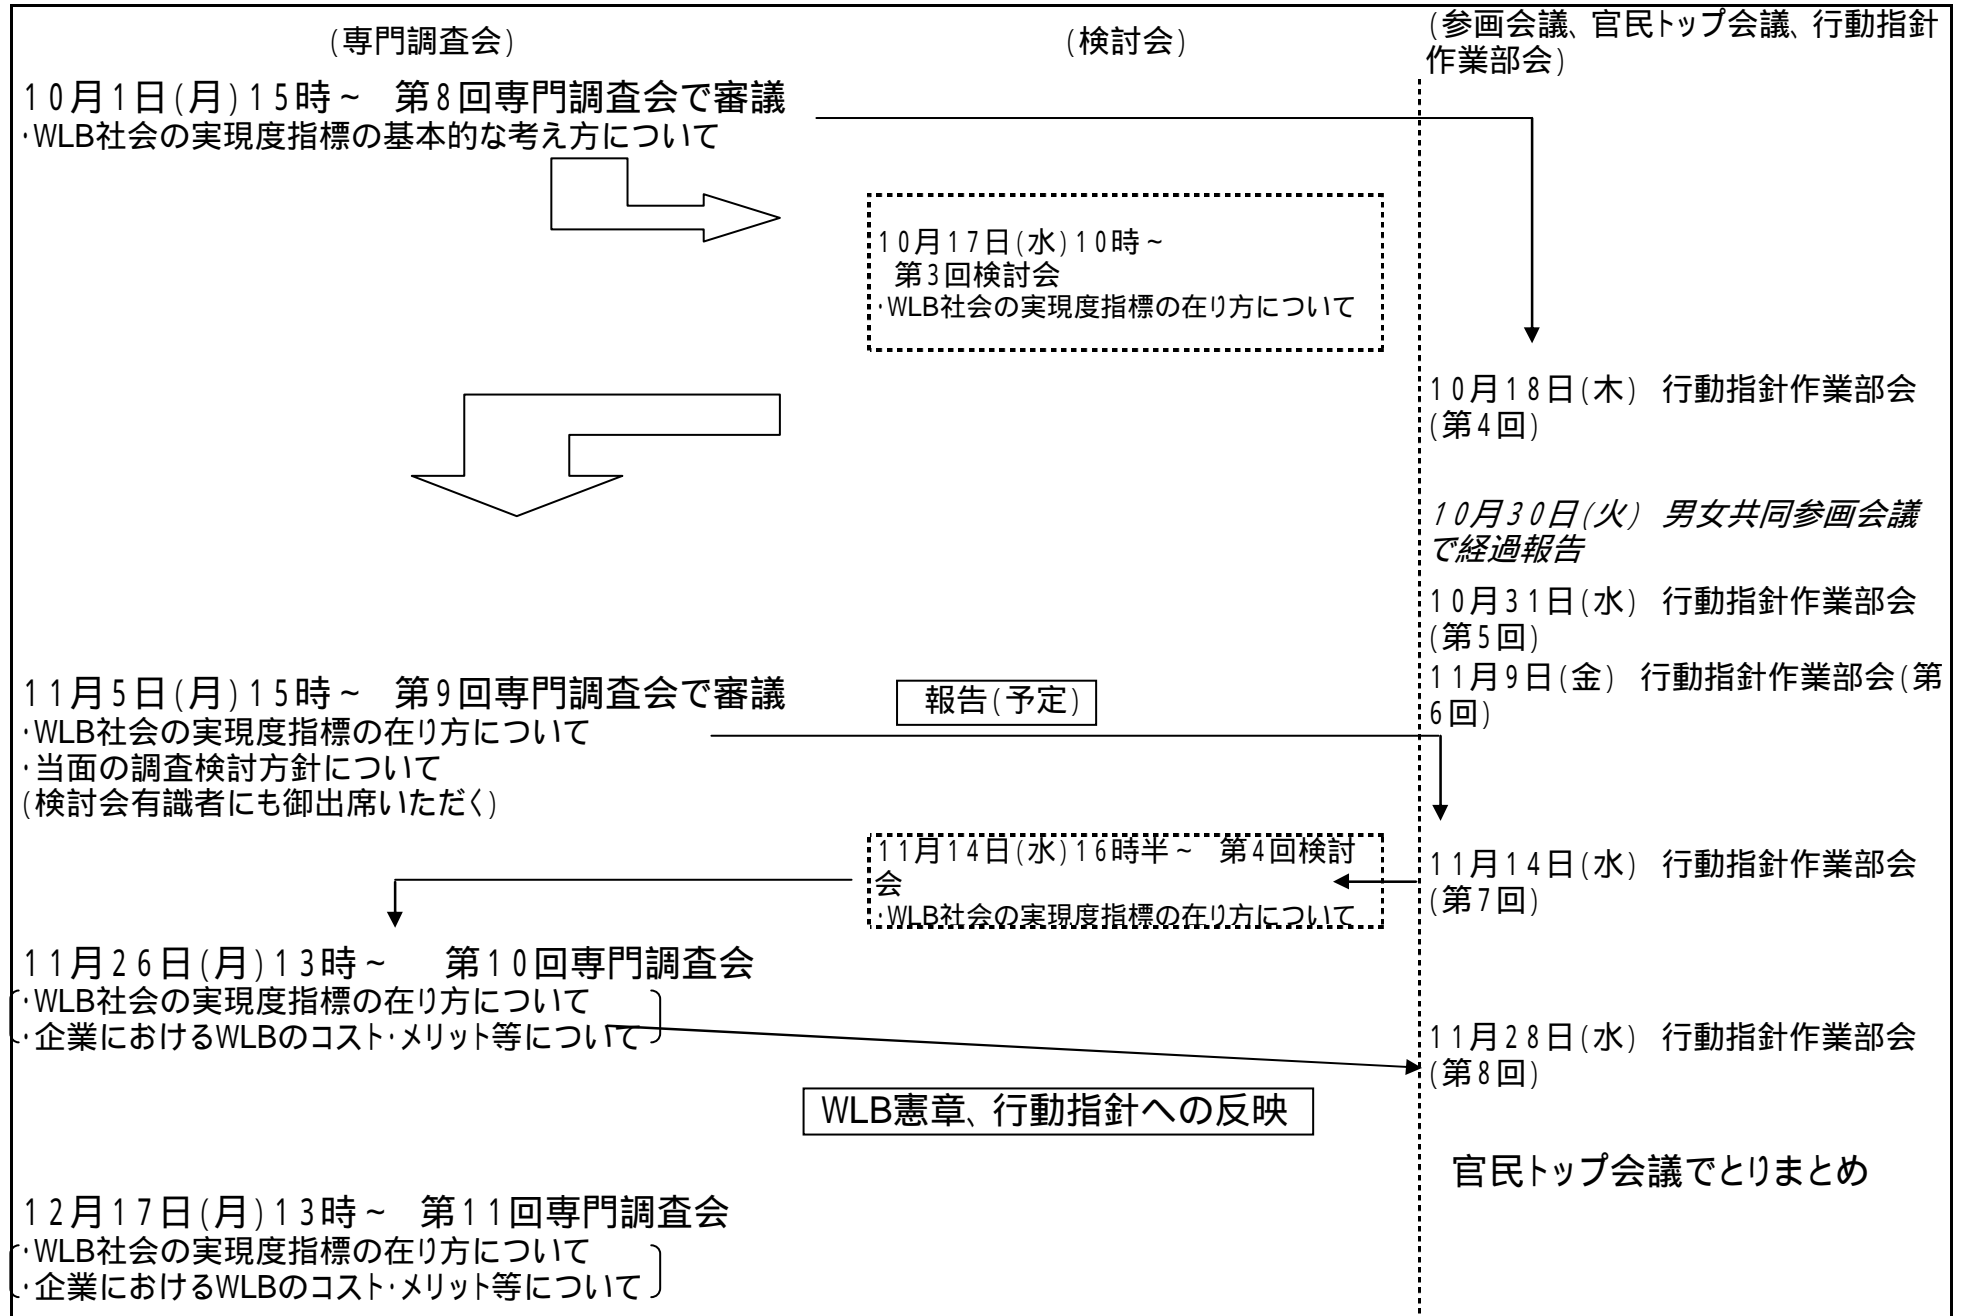 (専門調査会)
(検討会)
(参画会議、官民トップ会議、行動指針
作業部会)
10月1日(月)15時~ 第8回専門調査会で審議
・WLB社会の実現度指標の基本的な考え方について
10月17日(水)10時~
第3回検討会
・WLB社会の実現度指標の在り方について
10月18日(木) 行動指針作業部会
(第4回)
10月30日(火) 男女共同参画会議
で経過報告
10月31日(水) 行動指針作業部会
(第5回)
11月9日(金) 行動指針作業部会(第
6回)
11月5日(月)15時~ 第9回専門調査会で審議
・WLB社会の実現度指標の在り方について
・当面の調査検討方針について
(検討会有識者にも御出席いただく)
報告(予定)
11月14日(水)16時半~ 第4回検討
会
・WLB社会の実現度指標の在り方について
11月14日(水) 行動指針作業部会
(第7回)
11月26日(月)13時~ 第10回専門調査会
・WLB社会の実現度指標の在り方について
・企業におけるWLBのコスト・メリット等について
11月28日(水) 行動指針作業部会
(第8回)
WLB憲章、行動指針への反映
官民トップ会議でとりまとめ
12月17日(月)13時~ 第11回専門調査会
・WLB社会の実現度指標の在り方について
・企業におけるWLBのコスト・メリット等について